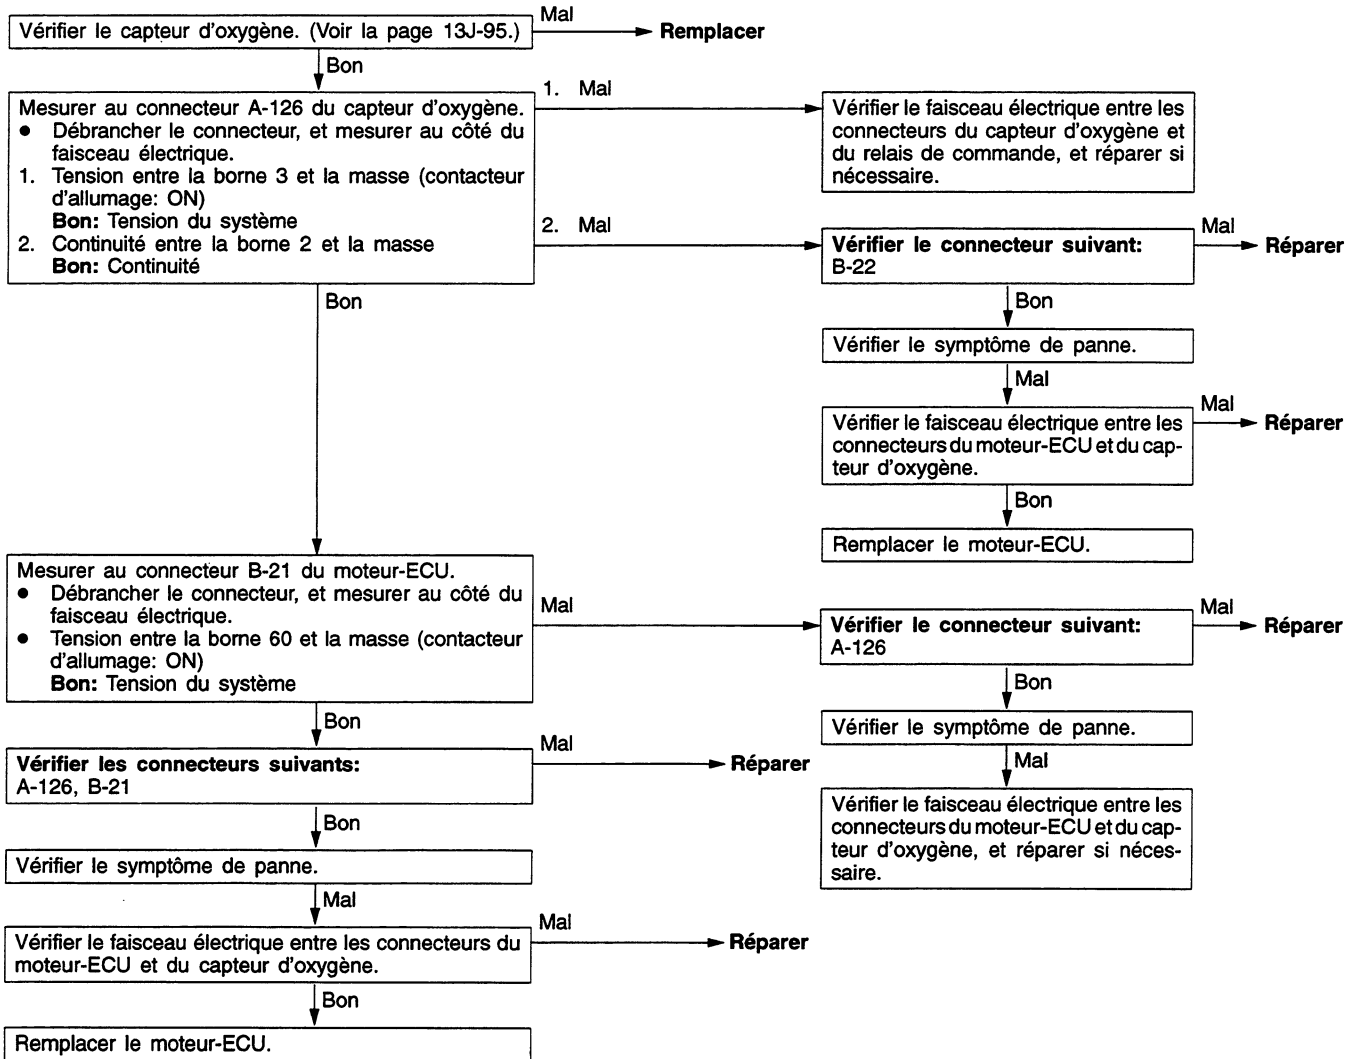 Vérifier le capteur d'oxygène. (Voir la page 13J-95.)
Mal
Remplacer
Bon
Mesurer au connecteur A-126 du capteur d'oxygène.
● Débrancher le connecteur, et mesurer au côté du
faisceau électrique.
1. Tension entre la borne 3 et la masse (contacteur
d'allumage: ON)
Bon: Tension du système
2. Continuité entre la borne 2 et la masse
Bon: Continuité
1. Mal
Vérifier le faisceau électrique entre les
connecteurs du capteur d'oxygène et
du relais de commande, et réparer si
nécessaire.
2. Mal
Vérifier le connecteur suivant:
B-22
Mal
Réparer
Bon
Vérifier le symptôme de panne.
Mal
Vérifier le faisceau électrique entre les
connecteurs du moteur-ECU et du cap-
teur d'oxygène.
Mal
Réparer
Bon
Remplacer le moteur-ECU.
Bon
Mesurer au connecteur B-21 du moteur-ECU.
● Débrancher le connecteur, et mesurer au côté du
faisceau électrique.
● Tension entre la borne 60 et la masse (contacteur
d'allumage: ON)
Bon: Tension du système
Mal
Vérifier le connecteur suivant:
A-126
Mal
Réparer
Bon
Vérifier le symptôme de panne.
Mal
Vérifier le faisceau électrique entre les
connecteurs du moteur-ECU et du cap-
teur d'oxygène, et réparer si néces-
saire.
Bon
Vérifier les connecteurs suivants:
A-126, B-21
Mal
Réparer
Bon
Vérifier le symptôme de panne.
Mal
Vérifier le faisceau électrique entre les connecteurs du
moteur-ECU et du capteur d'oxygène.
Mal
Réparer
Bon
Remplacer le moteur-ECU.